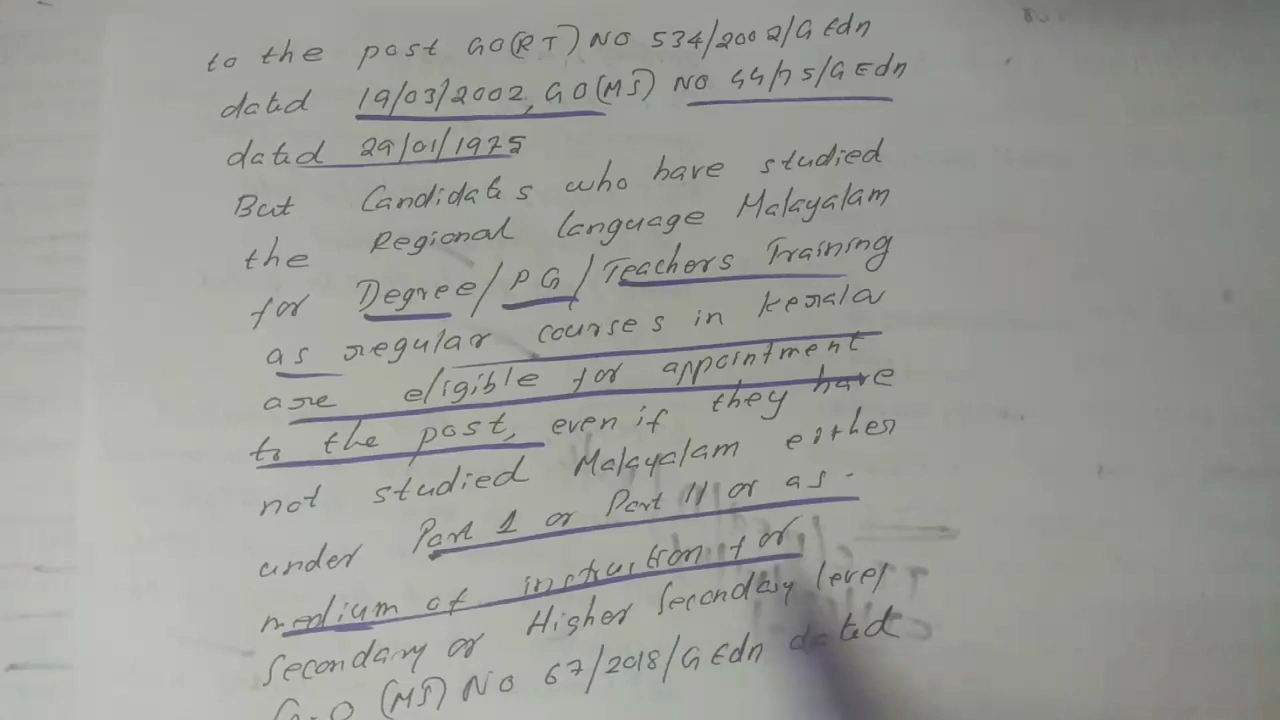 to the post GO(RT) NO 534/2002/G Edn
dated 19/03/2002, GO(MS) NO 44/75/G Edn
dated 29/01/1975
But Candidates who have studied
the Regional language Malayalam
for Degree/PG/Teachers Training
as regular courses in Kerala
are eligible for appointment
to the post, even if they have
not studied Malayalam either
under Part 1 or Part II or as
medium of instruction for
Secondary or Higher Secondary level
G.O (MS) NO 67/2018/G Edn dated